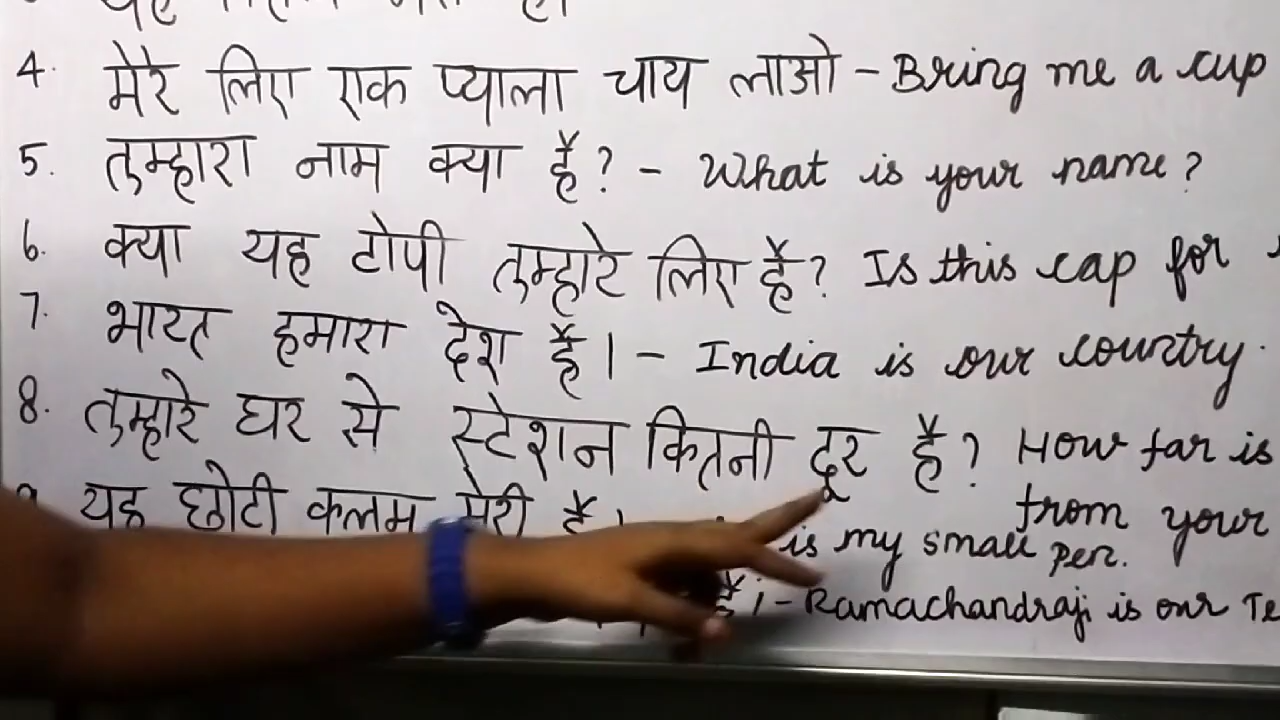 4. मेरे लिए एक प्याला चाय लाओ - Bring me a cup
5. तुम्हारा नाम क्या है? - What is your name?
6. क्या यह टोपी तुम्हारे लिए है? Is this cap for
7. भारत हमारा देश है। - India is our country.
8. तुम्हारे घर से स्टेशन कितनी दूर है? How far is
from your
यह छोटी कलम मेरी है। is my small pen.
है। - Ramachandraji is our Te